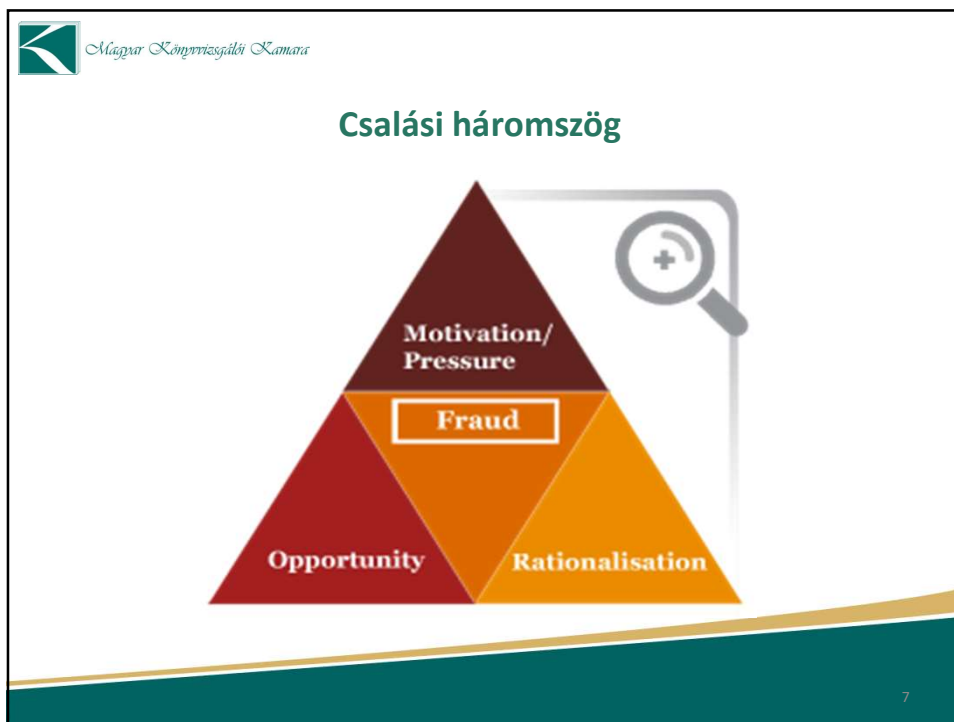 Magyar Könyvvizsgálói Kamara
Csalási háromszög
Motivation/
Pressure
Fraud
Opportunity
Rationalisation
7